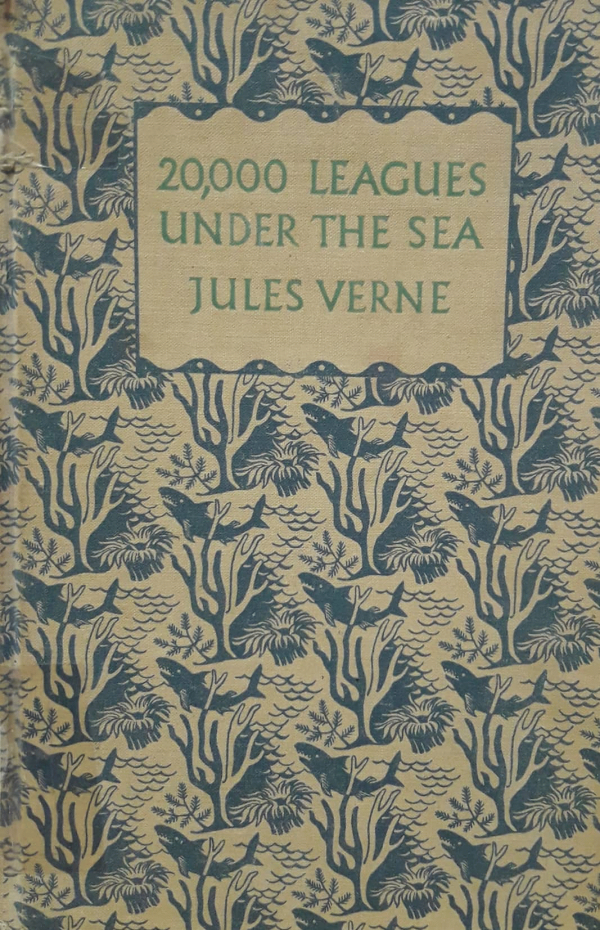 20,000 LEAGUES
UNDER THE SEA
JULES VERNE